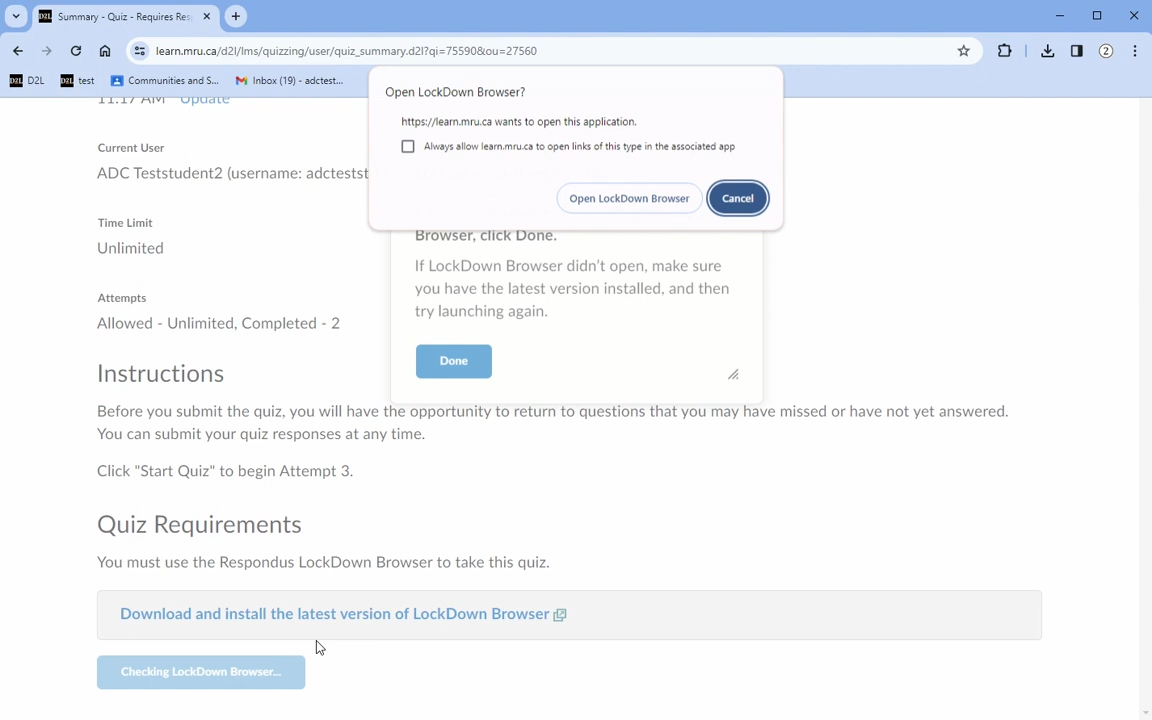 D2L Summary - Quiz - Requires Res
learn.mru.ca/d2l/lms/quizzing/user/quiz_summary.d2l?qi=75590&ou=27560
2
D2L D2L
D2L test
Communities and S...
Inbox (19) - adctest...
Open LockDown Browser?
https://learn.mru.ca wants to open this application.
Always allow learn.mru.ca to open links of this type in the associated app
Open LockDown Browser
Cancel
11:17 AM Update
Current User
ADC Teststudent2 (username: adctestst
Time Limit
Unlimited
Attempts
Allowed - Unlimited, Completed - 2
Browser, click Done.
If LockDown Browser didn't open, make sure
you have the latest version installed, and then
try launching again.
Done
Instructions
Before you submit the quiz, you will have the opportunity to return to questions that you may have missed or have not yet answered.
You can submit your quiz responses at any time.
Click "Start Quiz" to begin Attempt 3.
Quiz Requirements
You must use the Respondus LockDown Browser to take this quiz.
Download and install the latest version of LockDown Browser
Checking LockDown Browser...